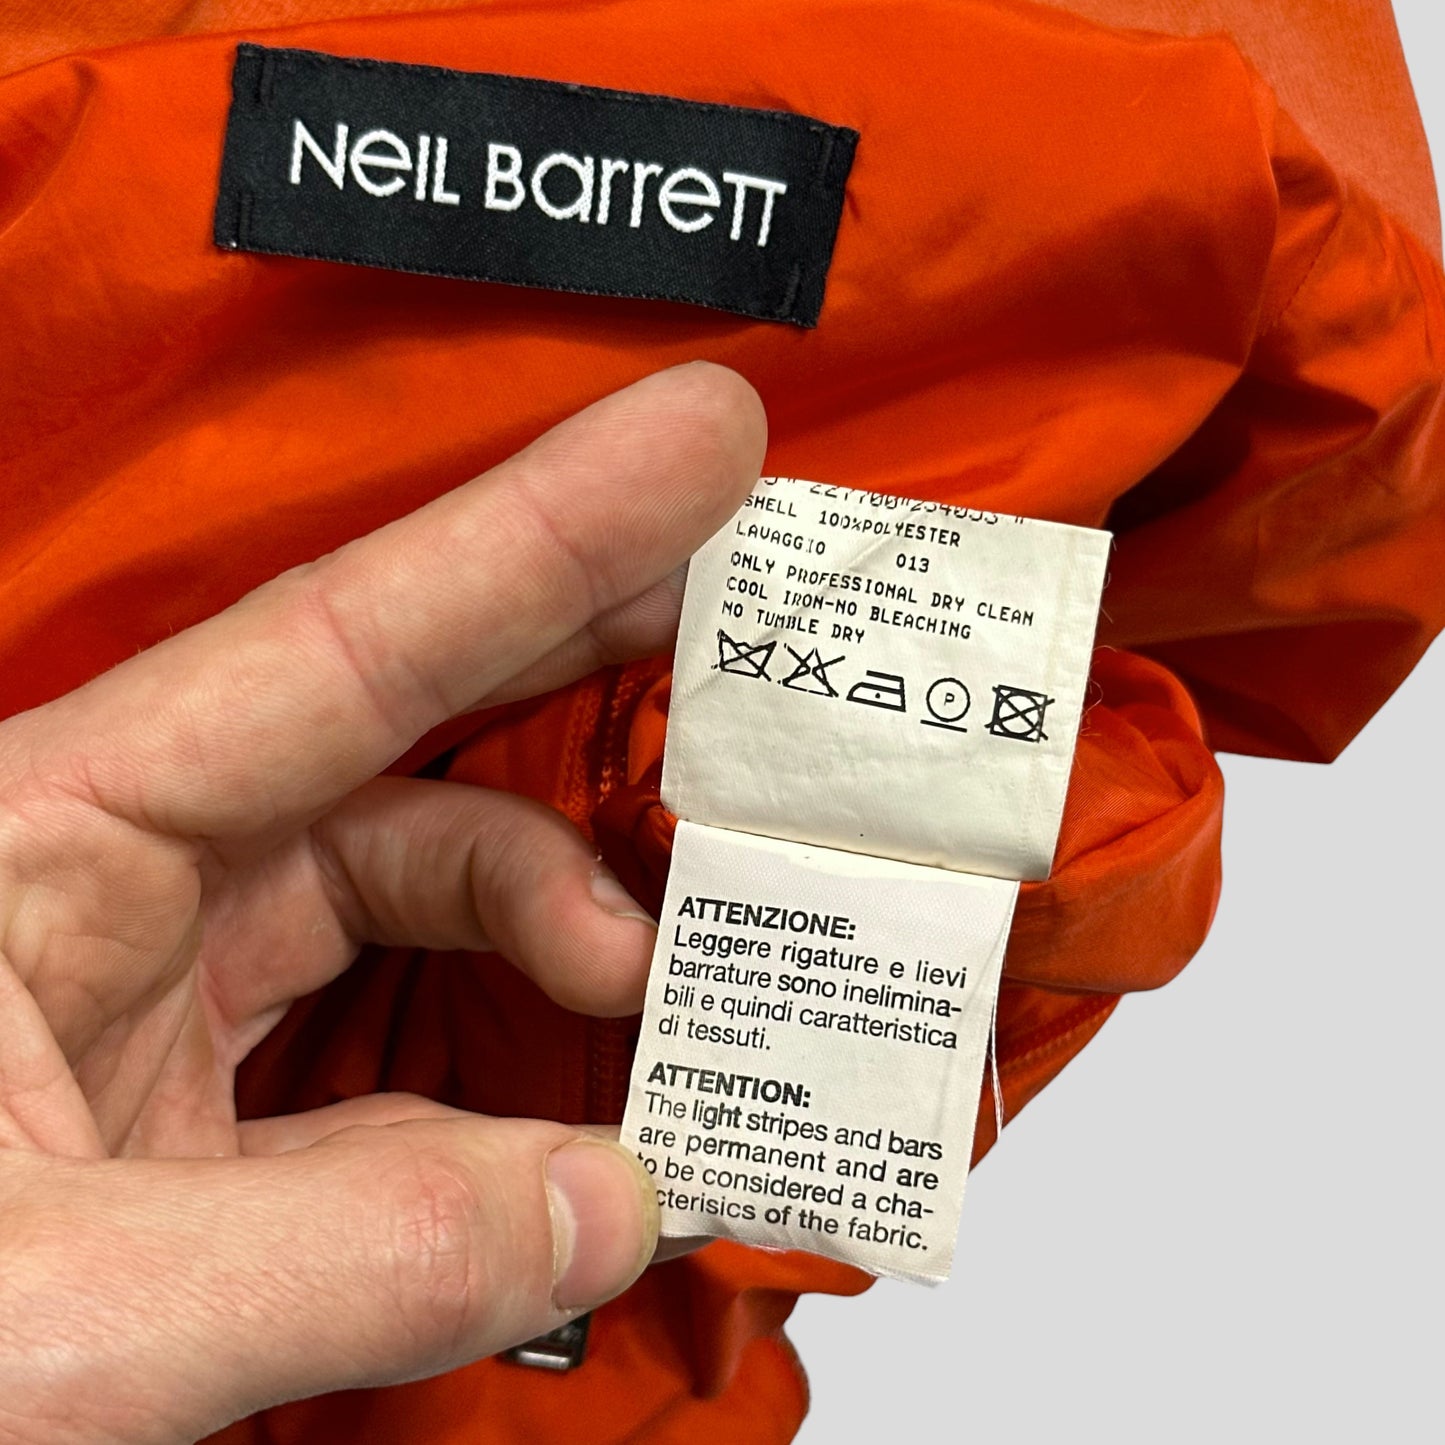 Neil Barrett
SHELL 100%POLYESTER
LAVAGGIO 013
ONLY PROFESSIONAL DRY CLEAN
COOL IRON-NO BLEACHING
NO TUMBLE DRY
P
ATTENZIONE:
Leggere rigature e lievi
barrature sono inelimina-
bili e quindi caratteristica
di tessuti.
ATTENTION:
The light stripes and bars
are permanent and are
to be considered a cha-
cterisics of the fabric.